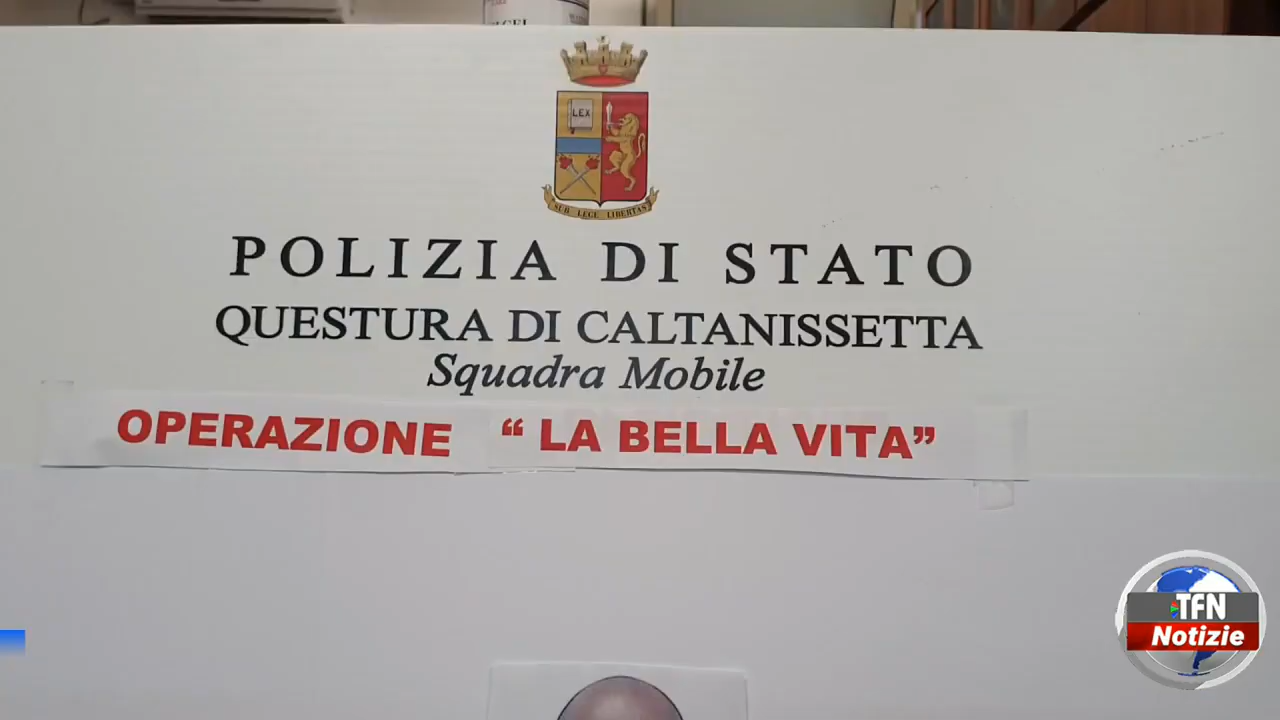 LEX
SUB LEGE LIBERTAS
POLIZIA DI STATO
QUESTURA DI CALTANISSETTA
Squadra Mobile
OPERAZIONE “ LA BELLA VITA”
TFN
Notizie